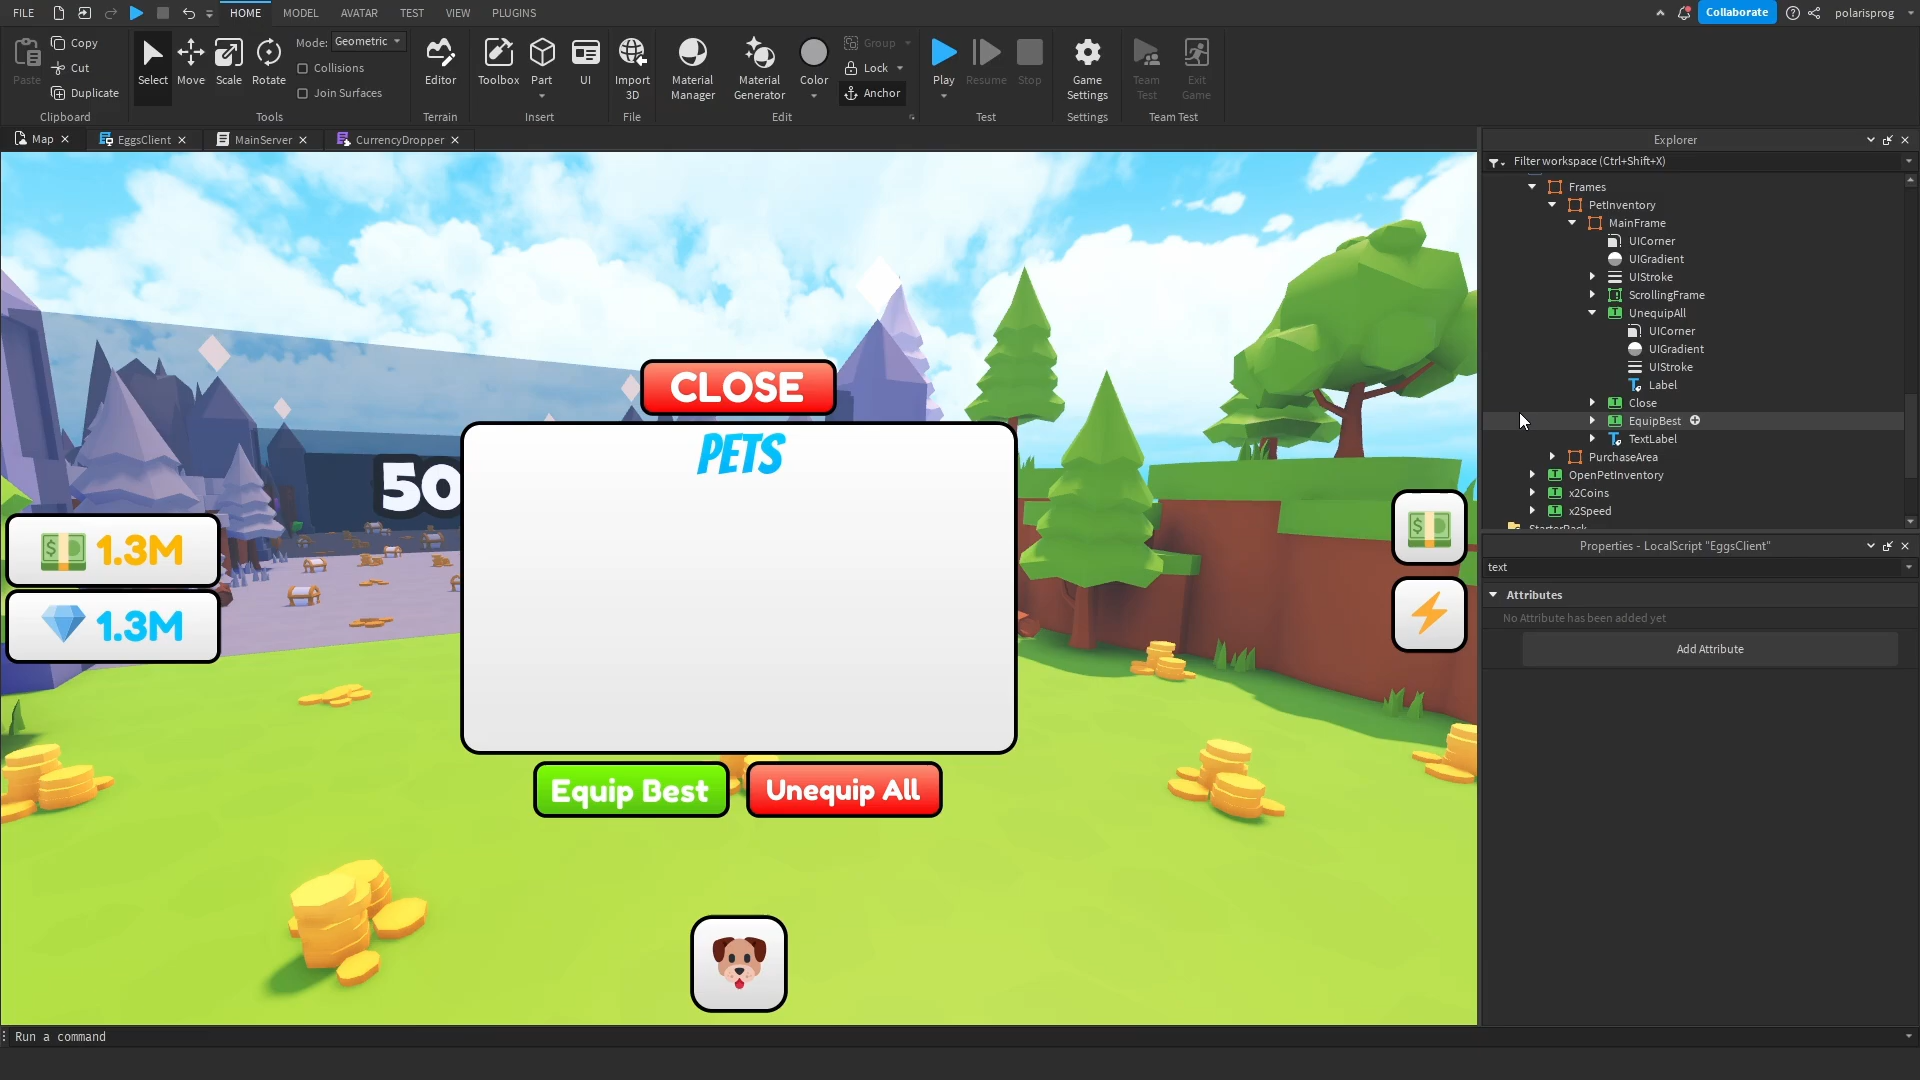 FILE HOME MODEL AVATAR TEST VIEW PLUGINS Collaborate polarisprog
Paste Copy Cut Duplicate
Clipboard
Select Move Scale Rotate
Mode: Geometric
Collisions
Join Surfaces
Tools
Editor
Terrain
Toolbox Part UI
Insert
Import 3D
File
Material Manager
Material Generator
Color
Group
Lock
Anchor
Edit
Play Resume Stop
Test
Game Settings
Settings
Team Test
Exit Game
Team Test
Map EggsClient MainServer CurrencyDropper
CLOSE
PETS
50
1.3M
1.3M
Equip Best
Unequip All
Explorer
Filter workspace (Ctrl+Shift+X)
Frames
PetInventory
MainFrame
UICorner
UIGradient
UIStroke
ScrollingFrame
UnequipAll
UICorner
UIGradient
UIStroke
Label
Close
EquipBest
TextLabel
PurchaseArea
OpenPetInventory
x2Coins
x2Speed
StarterPack
Properties - LocalScript "EggsClient"
text
Attributes
No Attribute has been added yet
Add Attribute
Run a command